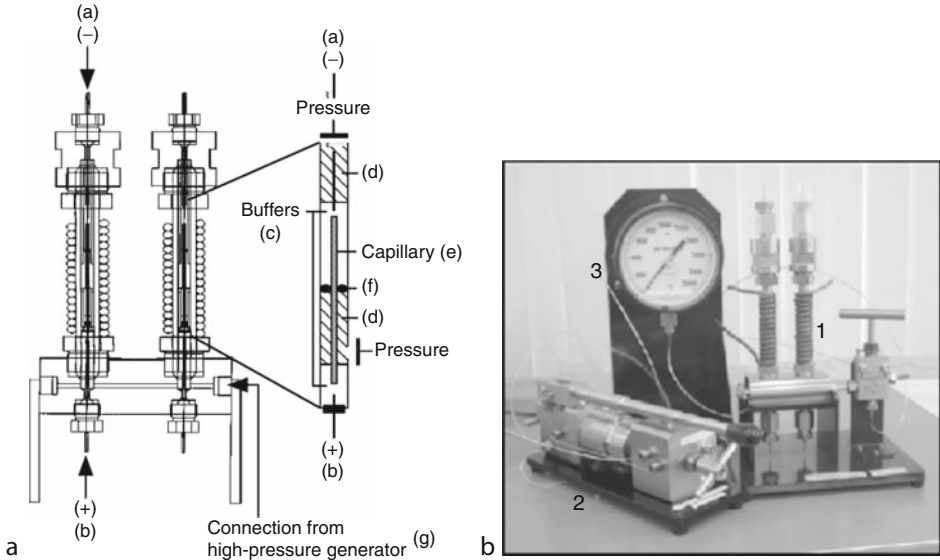 (a)
(−)
(a)
(−)
Pressure
(d)
Buffers
(c)
Capillary (e)
(f)
(d)
Pressure
(+)
(b)
(+)
(b)
Connection from
high-pressure generator (g)
a
b
1
2
3